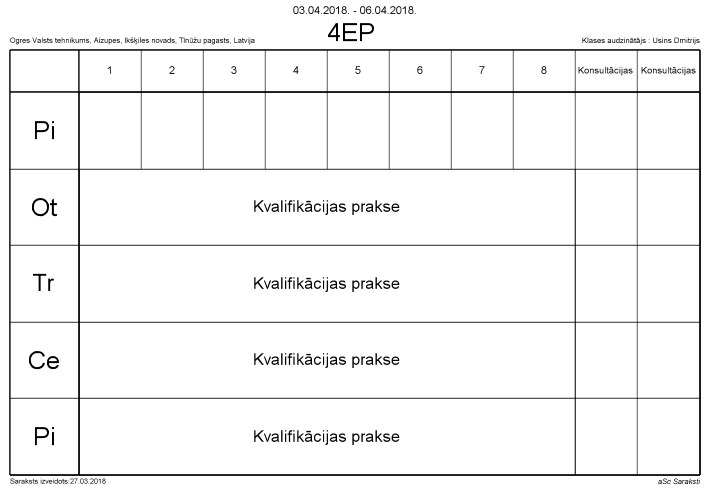 03.04.2018. - 06.04.2018.
4EP
Ogres Valsts tehnikums, Aizupes, Ikšķiles novads, Tīnūžu pagasts, Latvija
Klases audzinātājs : Usins Dmitrijs
1 2 3 4 5 6 7 8 Konsultācijas Konsultācijas
Pi
Ot Kvalifikācijas prakse
Tr Kvalifikācijas prakse
Ce Kvalifikācijas prakse
Pi Kvalifikācijas prakse
Saraksts izveidots:27.03.2018
aSc Saraksti